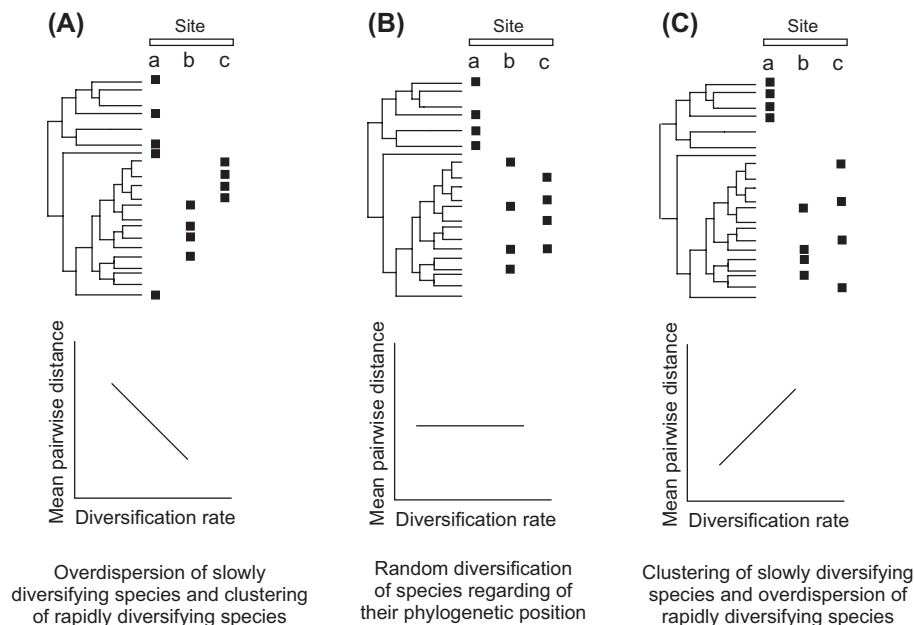 (A)
Site
a b c
Mean pairwise distance
Diversification rate
Overdispersion of slowly
diversifying species and clustering
of rapidly diversifying species
(B)
Site
a b c
Mean pairwise distance
Diversification rate
Random diversification
of species regarding of
their phylogenetic position
(C)
Site
a b c
Mean pairwise distance
Diversification rate
Clustering of slowly diversifying
species and overdispersion of
rapidly diversifying species